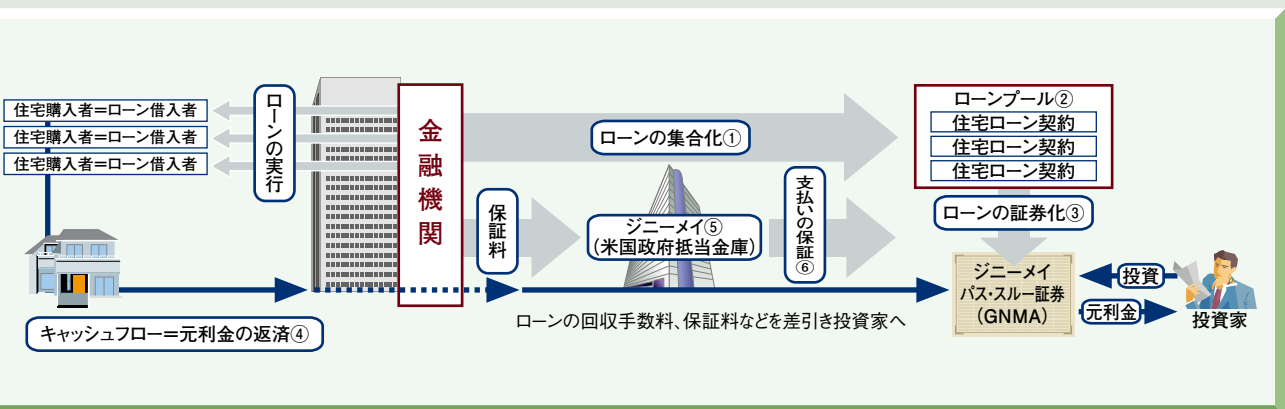 住宅購入者=ローン借入者
住宅購入者=ローン借入者
住宅購入者=ローン借入者
ローンの実行
金融機関
ローンの集合化①
保証料
ジニーメイ⑤
(米国政府抵当金庫)
支払いの保証⑥
ローンプール②
住宅ローン契約
住宅ローン契約
住宅ローン契約
ローンの証券化③
ジニーメイ
パス・スルー証券
(GNMA)
投資
元利金
投資家
キャッシュフロー=元利金の返済④
ローンの回収手数料、保証料などを差引き投資家へ